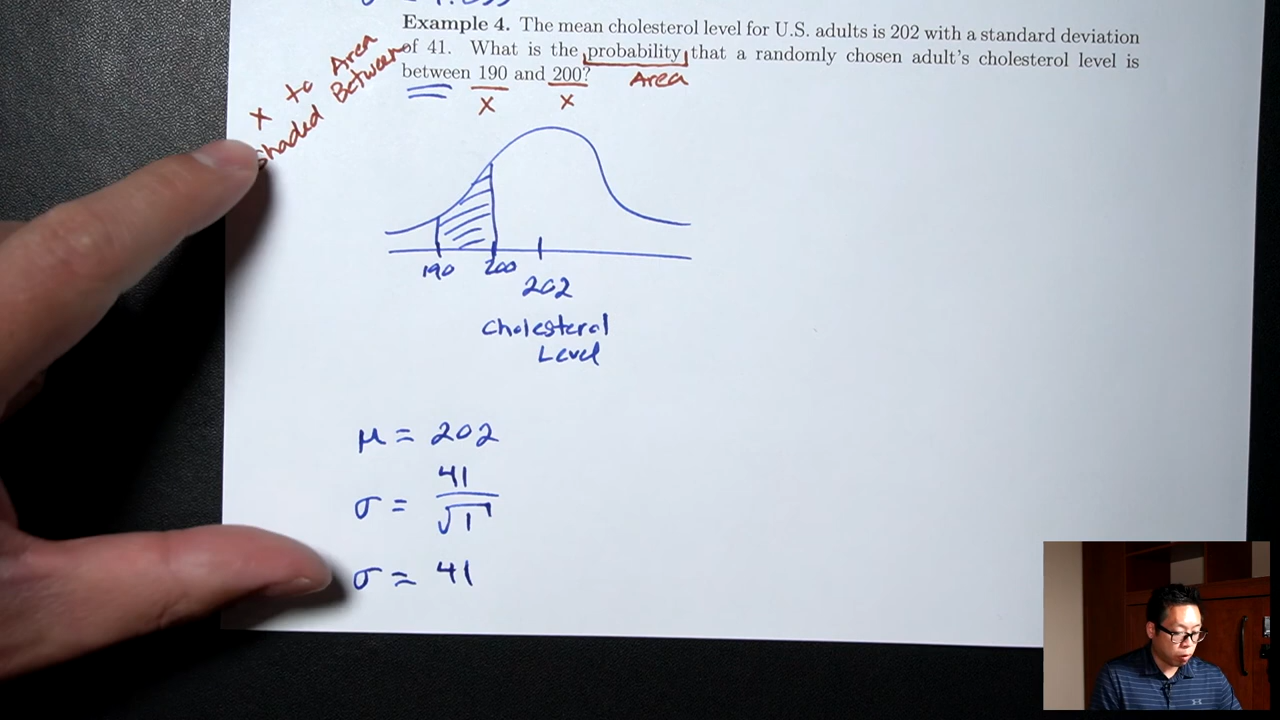 Example 4. The mean cholesterol level for U.S. adults is 202 with a standard deviation
of 41. What is the probability that a randomly chosen adult's cholesterol level is
between 190 and 200?
Area
x
x
x to Area
Shaded Between
190
200
202
Cholesterol
Level
μ = 202
σ = 41/√1
σ = 41